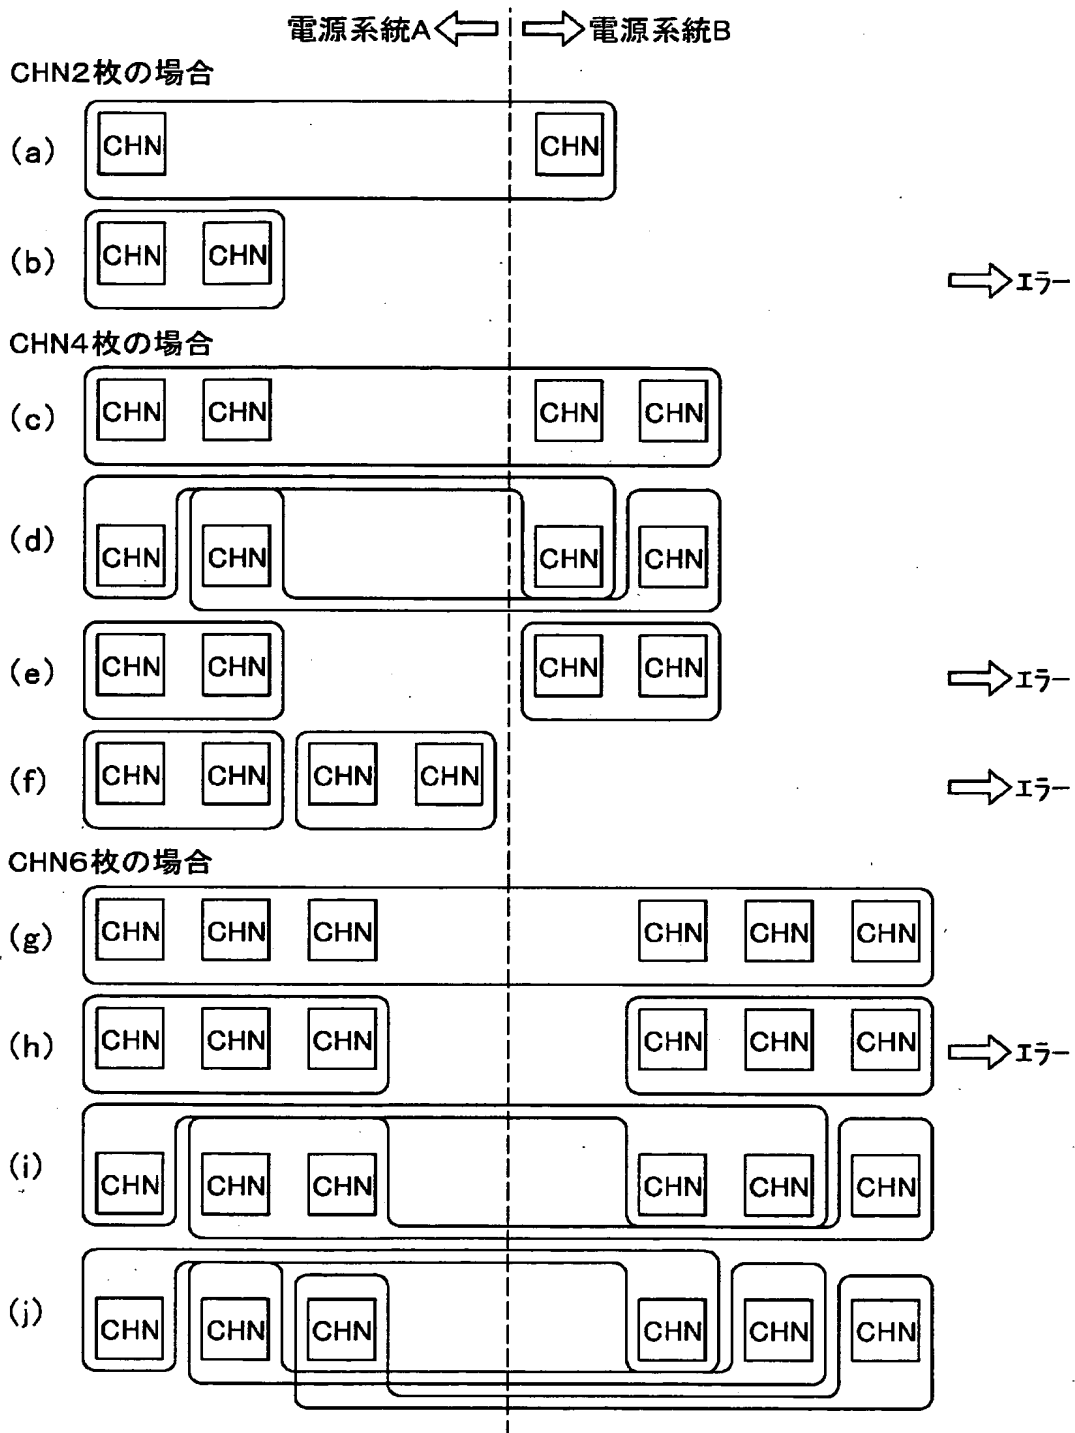 電源系統A 電源系統B
CHN2枚の場合
(a) CHN CHN
(b) CHN CHN エラー
CHN4枚の場合
(c) CHN CHN CHN CHN
(d) CHN CHN CHN CHN
(e) CHN CHN CHN CHN エラー
(f) CHN CHN CHN CHN エラー
CHN6枚の場合
(g) CHN CHN CHN CHN CHN CHN
(h) CHN CHN CHN CHN CHN CHN エラー
(i) CHN CHN CHN CHN CHN CHN
(j) CHN CHN CHN CHN CHN CHN